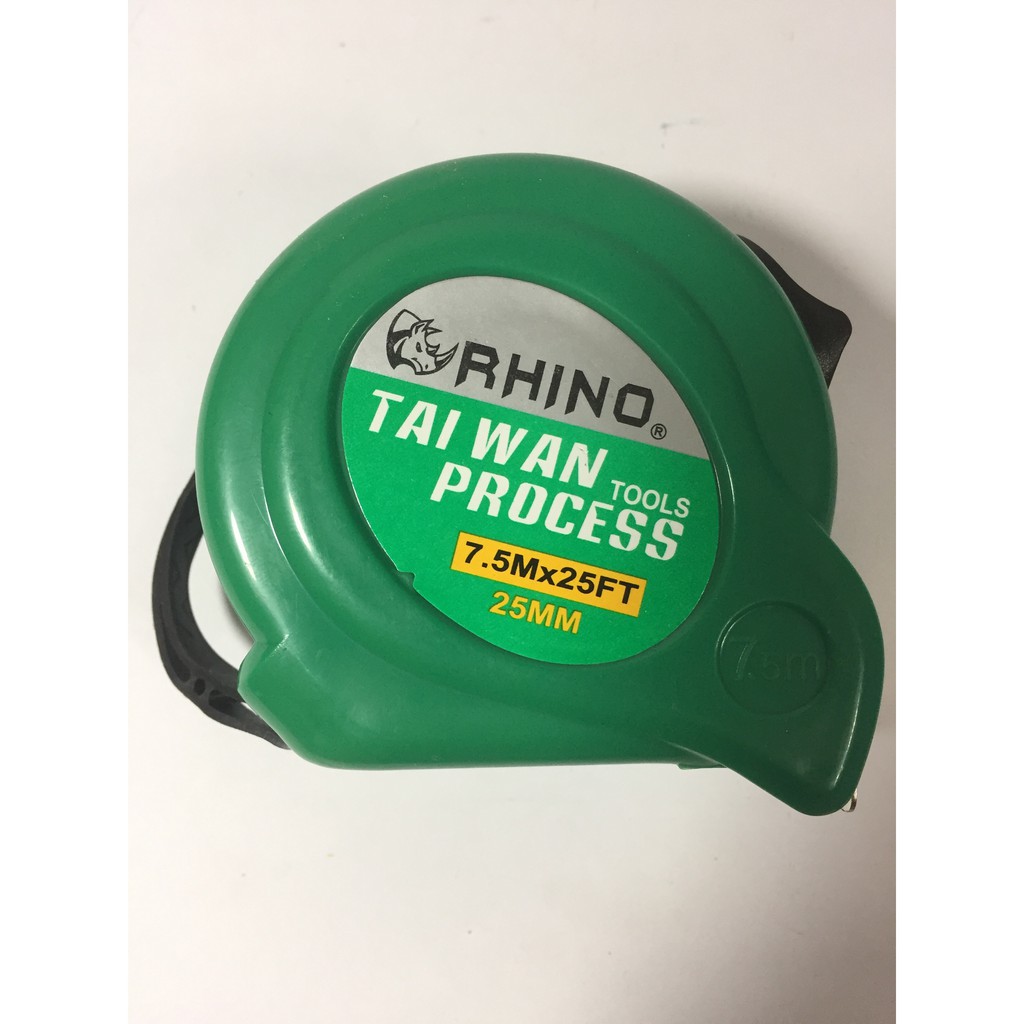 RHINO®
TAI WAN
TOOLS
PROCESS
7.5Mx25FT
25MM
7.5m